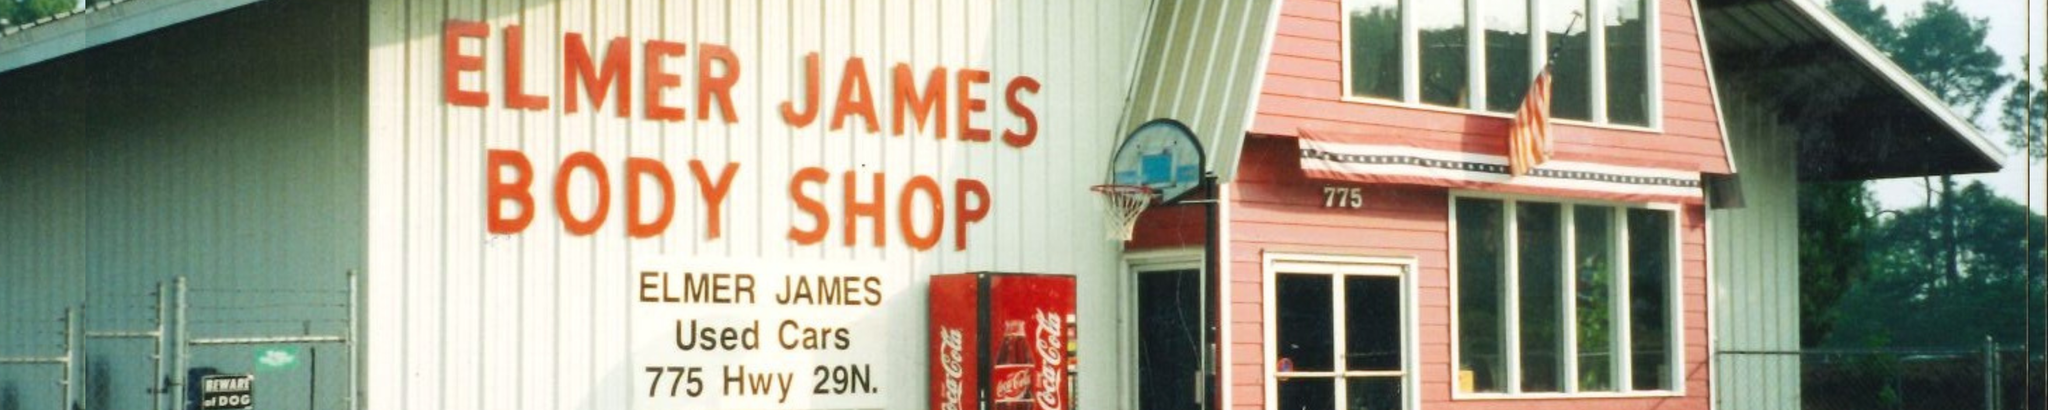 ELMER JAMES
BODY SHOP
775
ELMER JAMES
Used Cars
775 Hwy 29N.
Coca-Cola
Coca-Cola
Coca-Cola
BEWARE
of DOG